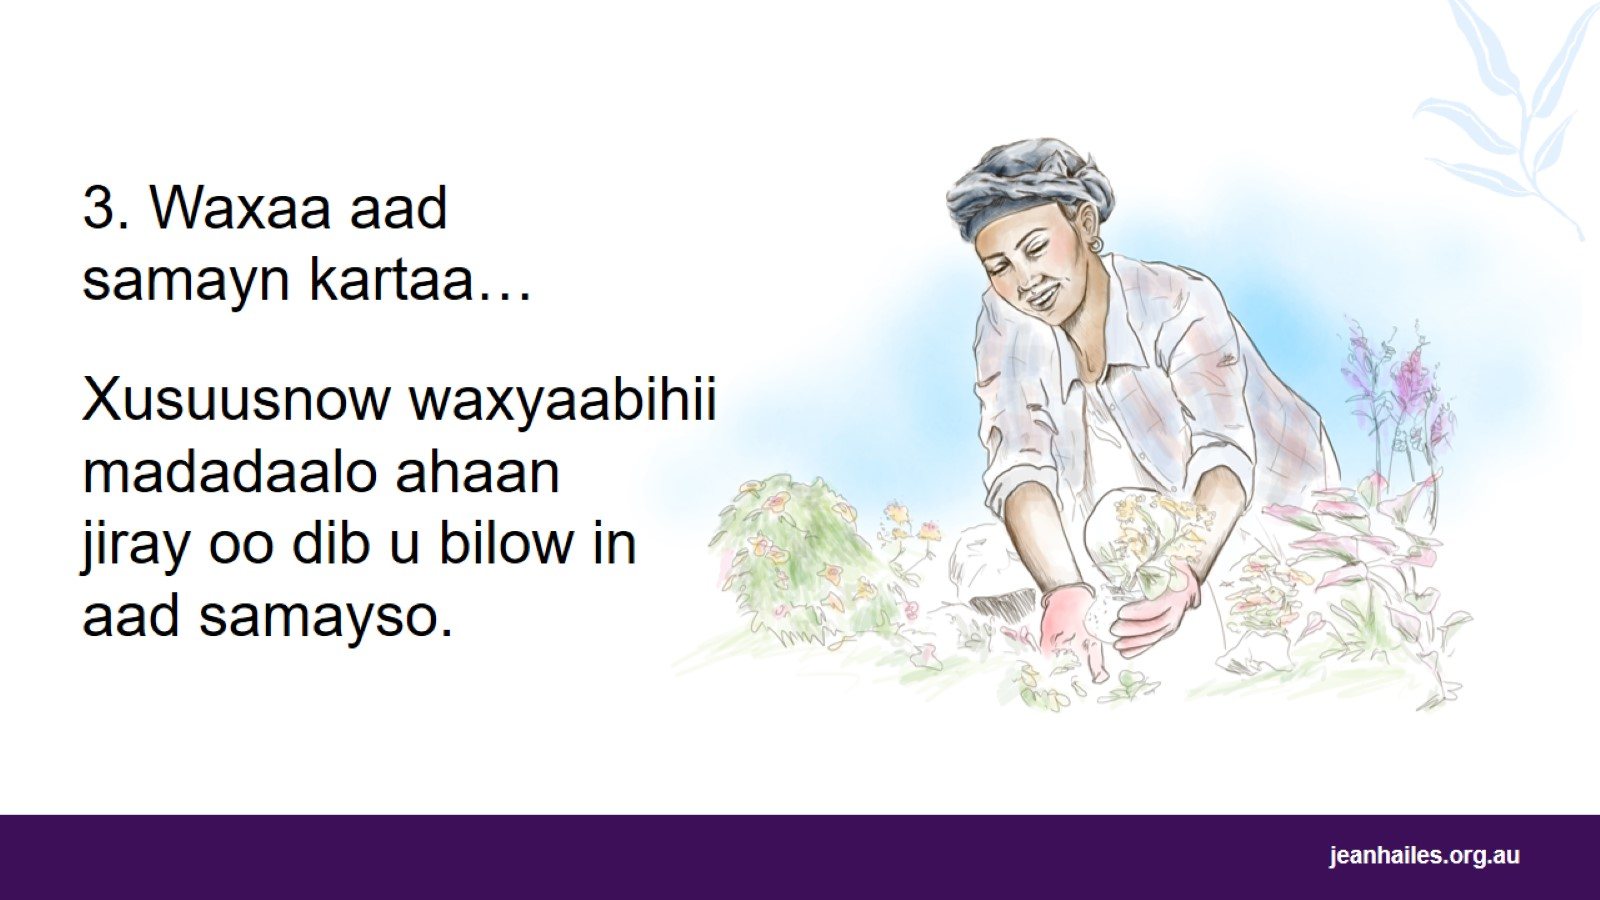 3. Waxaa aad
samayn kartaa…
Xusuusnow waxyaabihii
madadaalo ahaan
jiray oo dib u bilow in
aad samayso.
jeanhailes.org.au